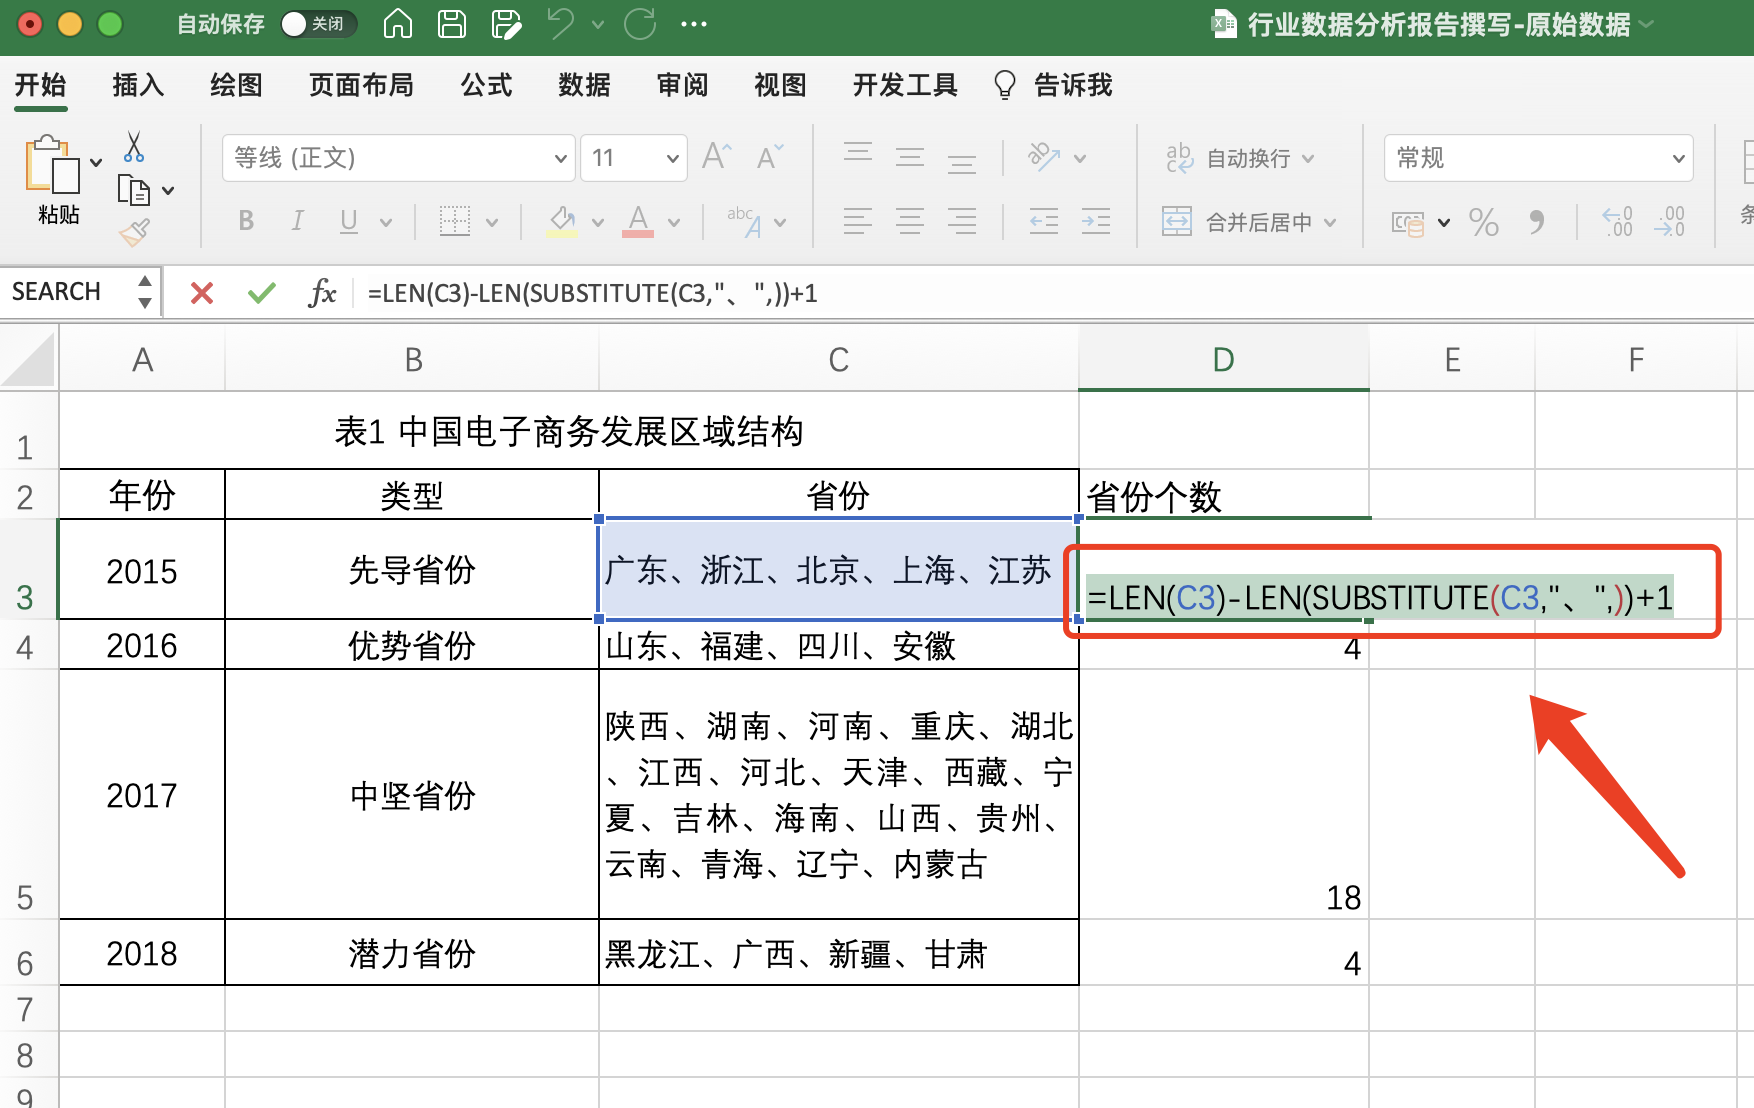 自动保存 关闭 行业数据分析报告撰写-原始数据
开始 插入 绘图 页面布局 公式 数据 审阅 视图 开发工具 告诉我
粘贴 等线 (正文) 11 A A ab 自动换行 常规
B I U A abc A 合并后居中 % .0 .00 .00 .0
SEARCH fx =LEN(C3)-LEN(SUBSTITUTE(C3,"、",))+1
A B C D E F
1 表1 中国电子商务发展区域结构
2 年份 类型 省份 省份个数
3 2015 先导省份 广东、浙江、北京、上海、江苏 =LEN(C3)-LEN(SUBSTITUTE(C3,"、",))+1
4 2016 优势省份 山东、福建、四川、安徽 4
5 2017 中坚省份 陕西、湖南、河南、重庆、湖北
、江西、河北、天津、西藏、宁
夏、吉林、海南、山西、贵州、
云南、青海、辽宁、内蒙古 18
6 2018 潜力省份 黑龙江、广西、新疆、甘肃 4
7
8
9